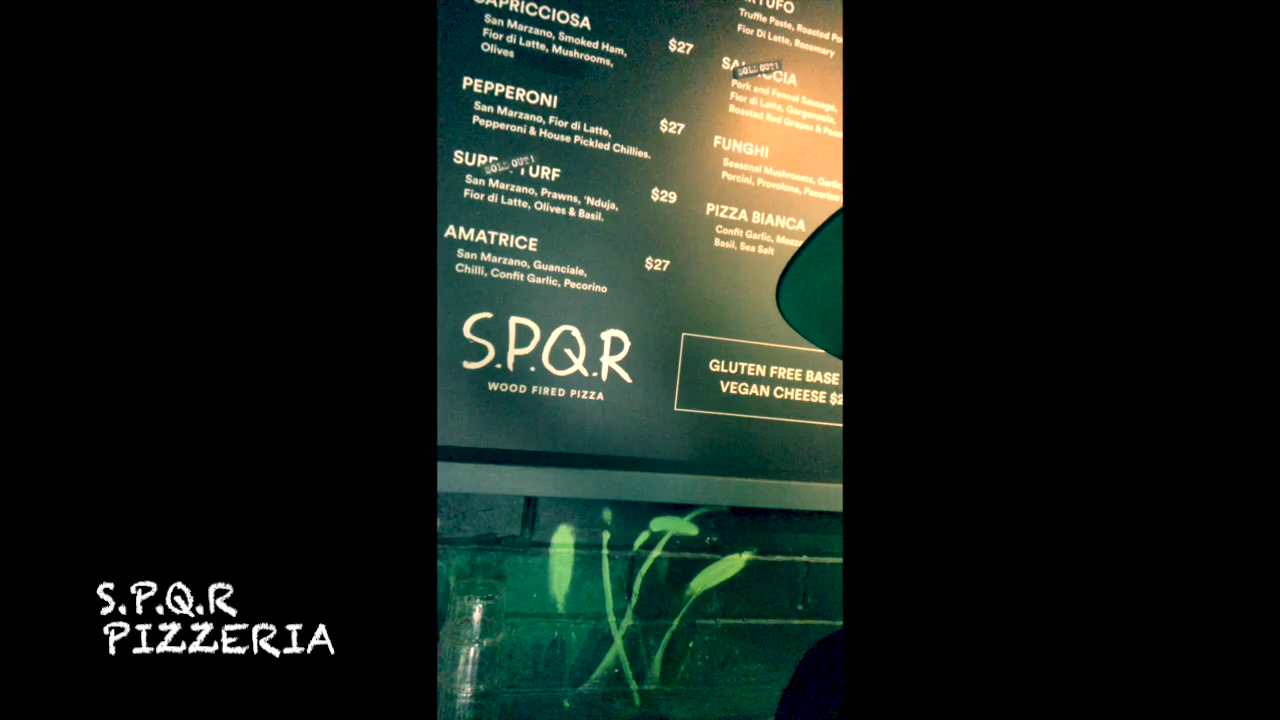 CAPRICCIOSA
San Marzano, Smoked Ham,
Fior di Latte, Mushrooms,
Olives
$27
PEPPERONI
San Marzano, Fior di Latte,
Pepperoni & House Pickled Chillies.
$27
SURF TURF
SOLD OUT!
San Marzano, Prawns, 'Nduja,
Fior di Latte, Olives & Basil.
$29
AMATRICE
San Marzano, Guanciale,
Chilli, Confit Garlic, Pecorino
$27
Truffle Paste, Roasted
Fior Di Latte, Rosemary
SOLD OUT!
Pork and Fennel Sausage,
Fior di Latte, Gorgonzola,
Roasted Red Grapes &
FUNGHI
Seasonal Mushrooms, Garlic
Porcini, Provolone, Pecorino
PIZZA BIANCA
Confit Garlic,
Basil, Sea Salt
S.P.Q.R
WOOD FIRED PIZZA
GLUTEN FREE BASE
VEGAN CHEESE
S.P.Q.R
PIZZERIA